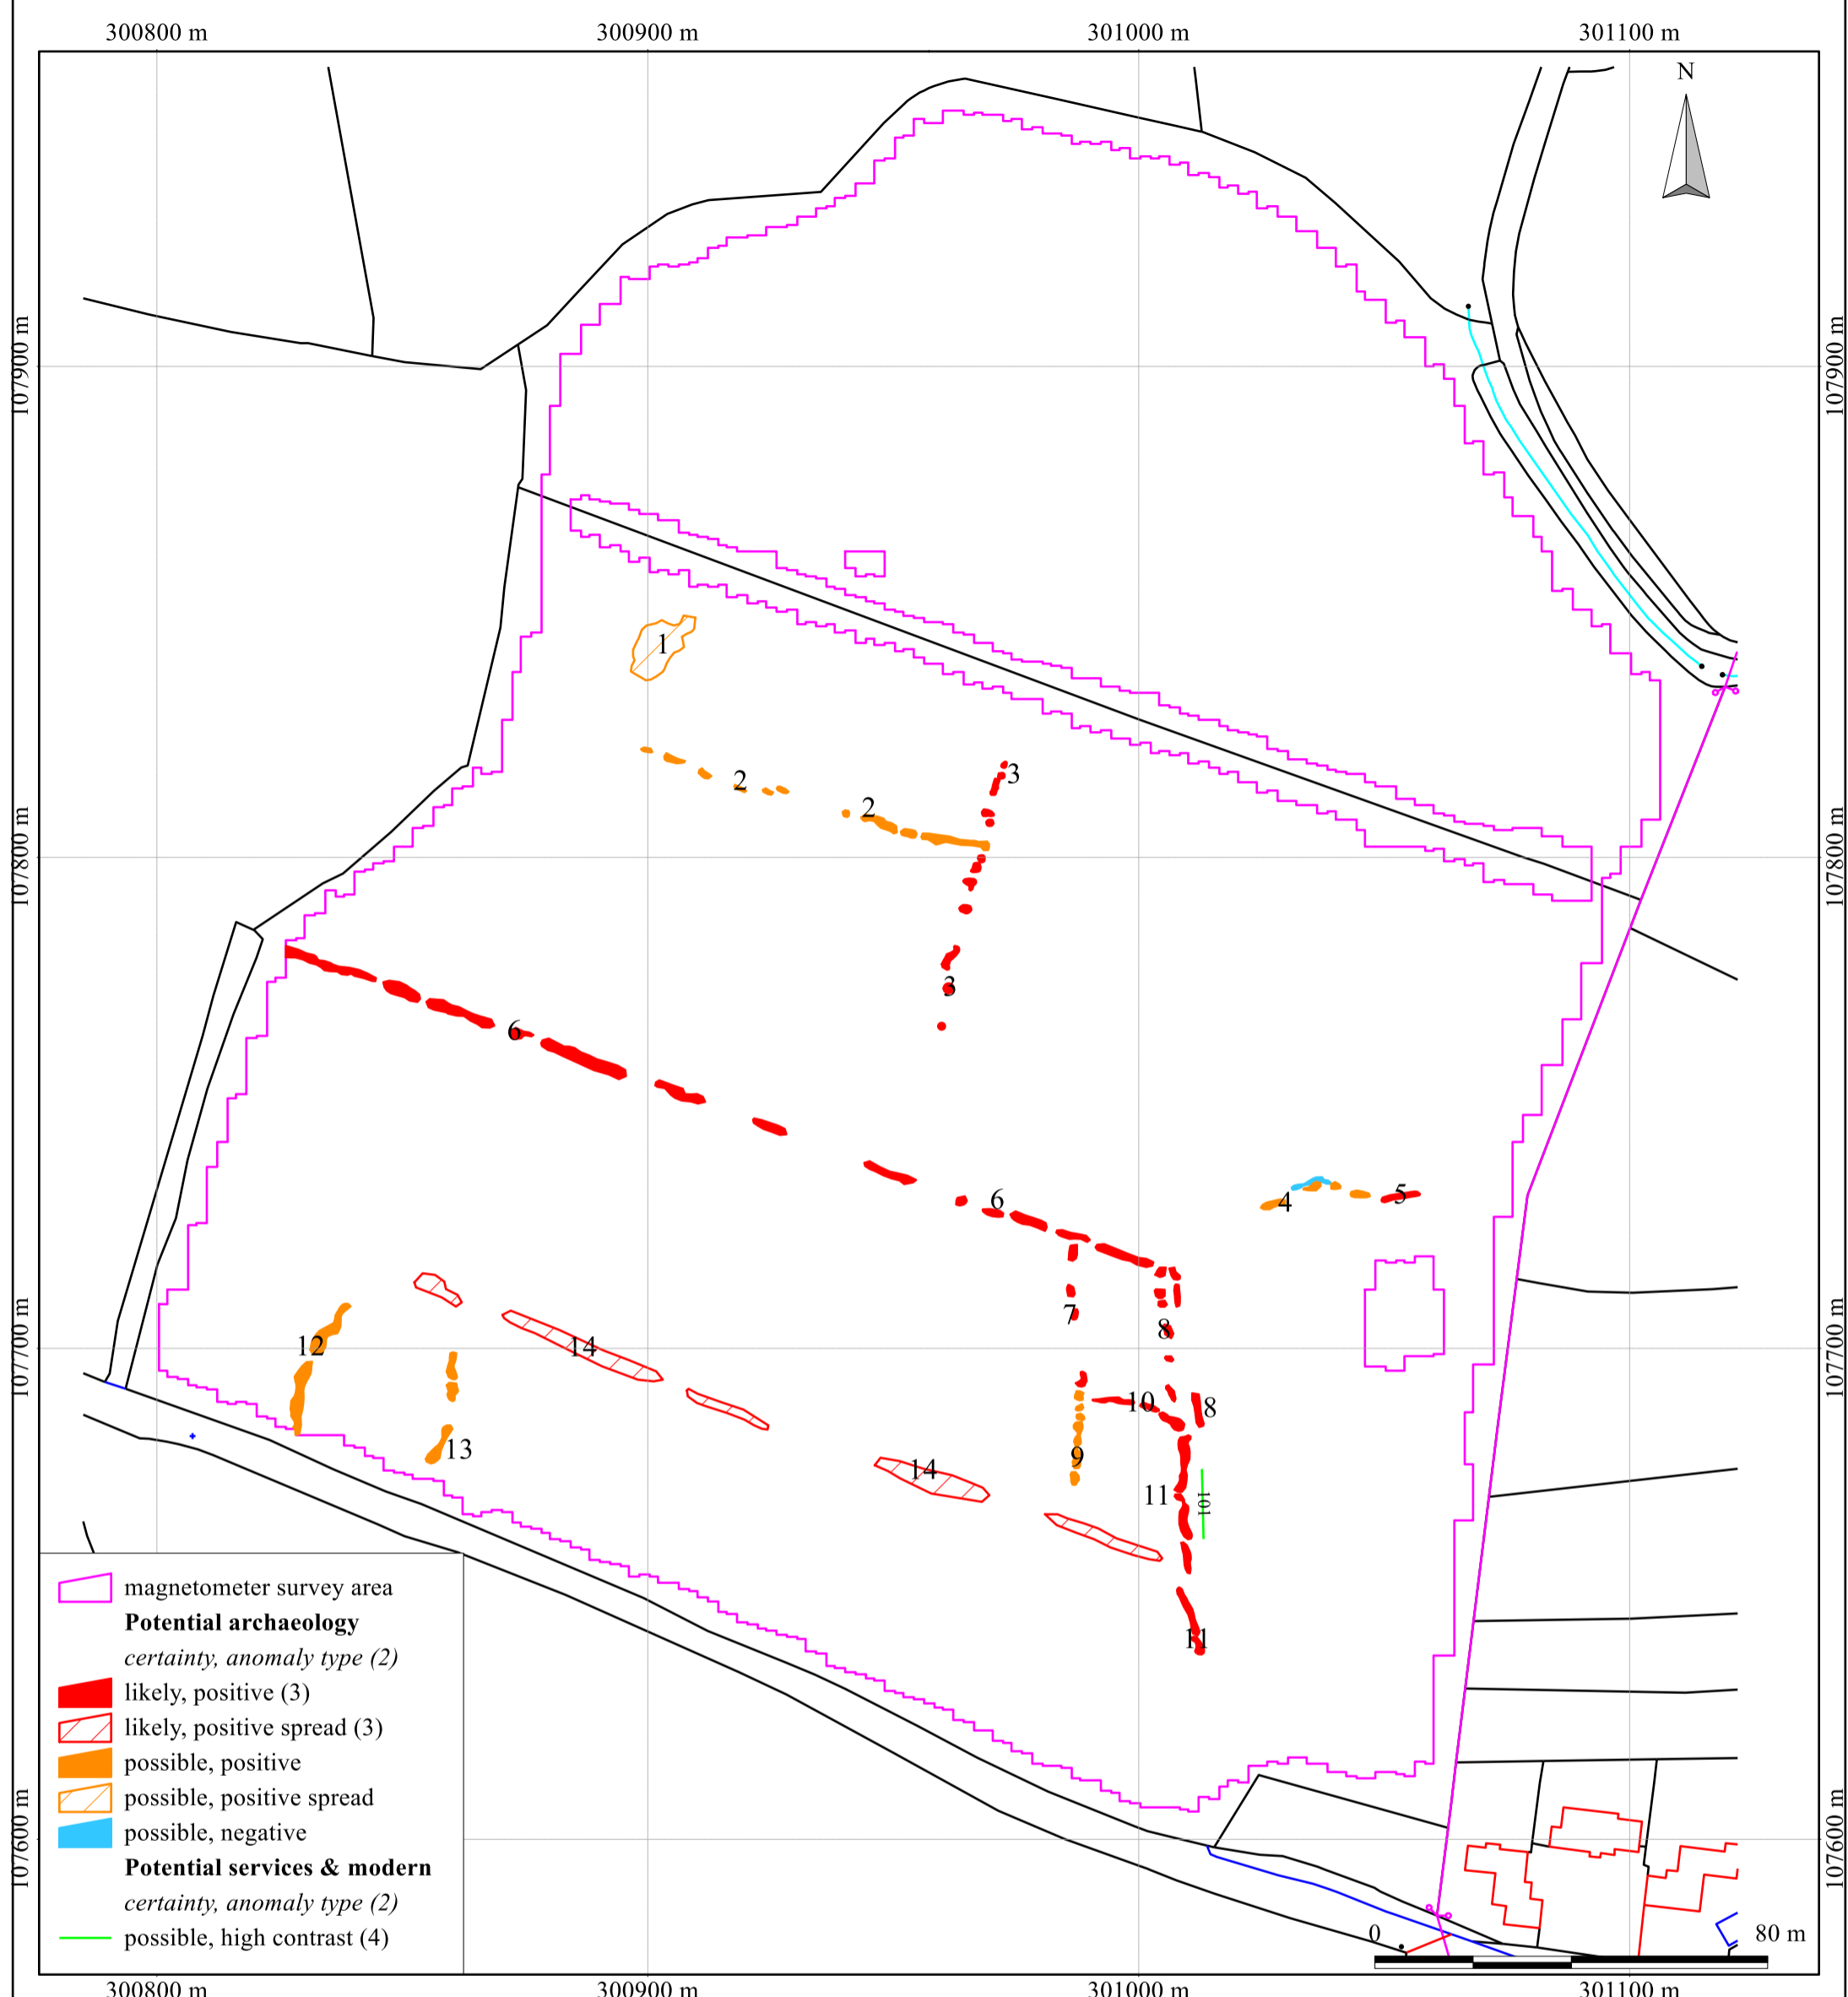 300800 m 300900 m 301000 m 301100 m
N
107900 m 107900 m
1
2
3
2
107800 m 107800 m
3
6
6
4 5
7
8
12
14
107700 m 107700 m
10
8
13
9
14
11
101
11
magnetometer survey area
Potential archaeology
certainty, anomaly type (2)
likely, positive (3)
likely, positive spread (3)
possible, positive
possible, positive spread
possible, negative
Potential services & modern
certainty, anomaly type (2)
possible, high contrast (4)
107600 m 107600 m
0 80 m
300800 m 300900 m 301000 m 301100 m